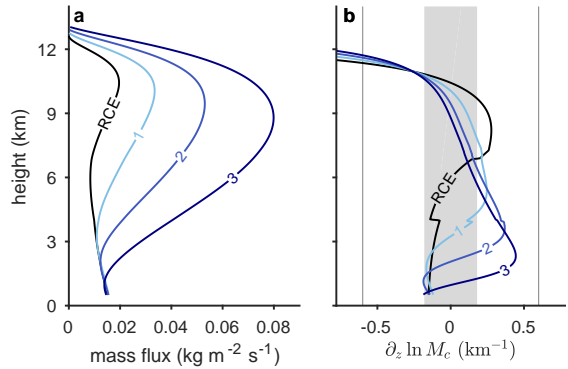 a
b
12
9
6
3
0
height (km)
RCE
1
2
3
0
0.02
0.04
0.06
0.08
mass flux (kg m⁻² s⁻¹)
RCE
1
2
3
-0.5
0
0.5
∂z ln Mc (km⁻¹)